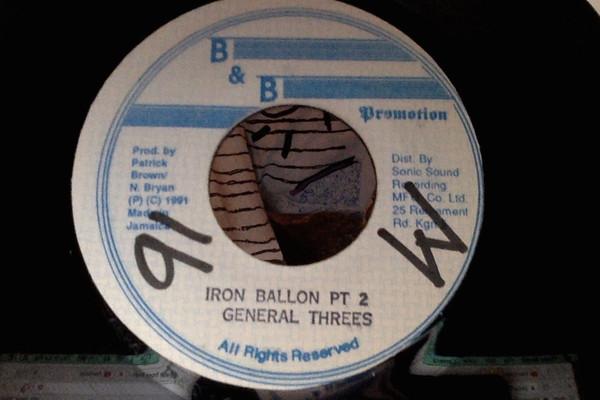 B
&
B
Promotion
Prod. by
Patrick
Brown/
N. Bryan
(P) (C) 1991
Made in
Jamaica
Dist. By
Sonic Sound
Recording
MFG Co. Ltd.
25 Retirement
Rd. Kgn.
91
M
IRON BALLON PT 2
GENERAL THREES
All Rights Reserved